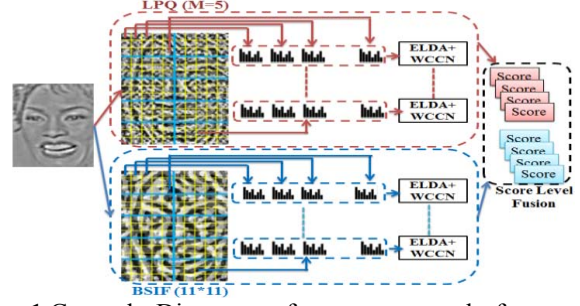 LPQ (M=5)
ELDA+
WCCN
ELDA+
WCCN
Score
Score
Score
Score
ELDA+
WCCN
ELDA+
WCCN
Score
Score
Score
Score
Score Level
Fusion
BSIF (11*11)